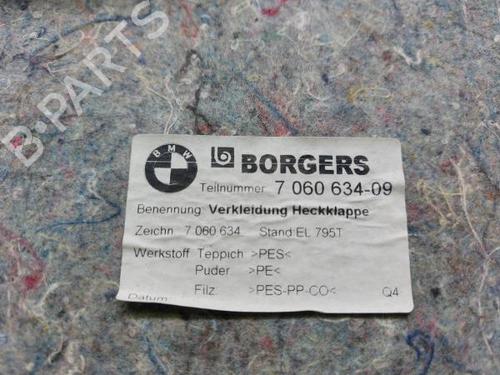 B-PARTS
BMW
BORGERS
Teilnummer 7 060 634-09
Benennung: Verkleidung Heckklappe
Zeichn. 7 060 634 Stand:EL 795T
Werkstoff Teppich >PES<
Puder >PE<
Filz. >PES-PP-CO< Q4
Datum